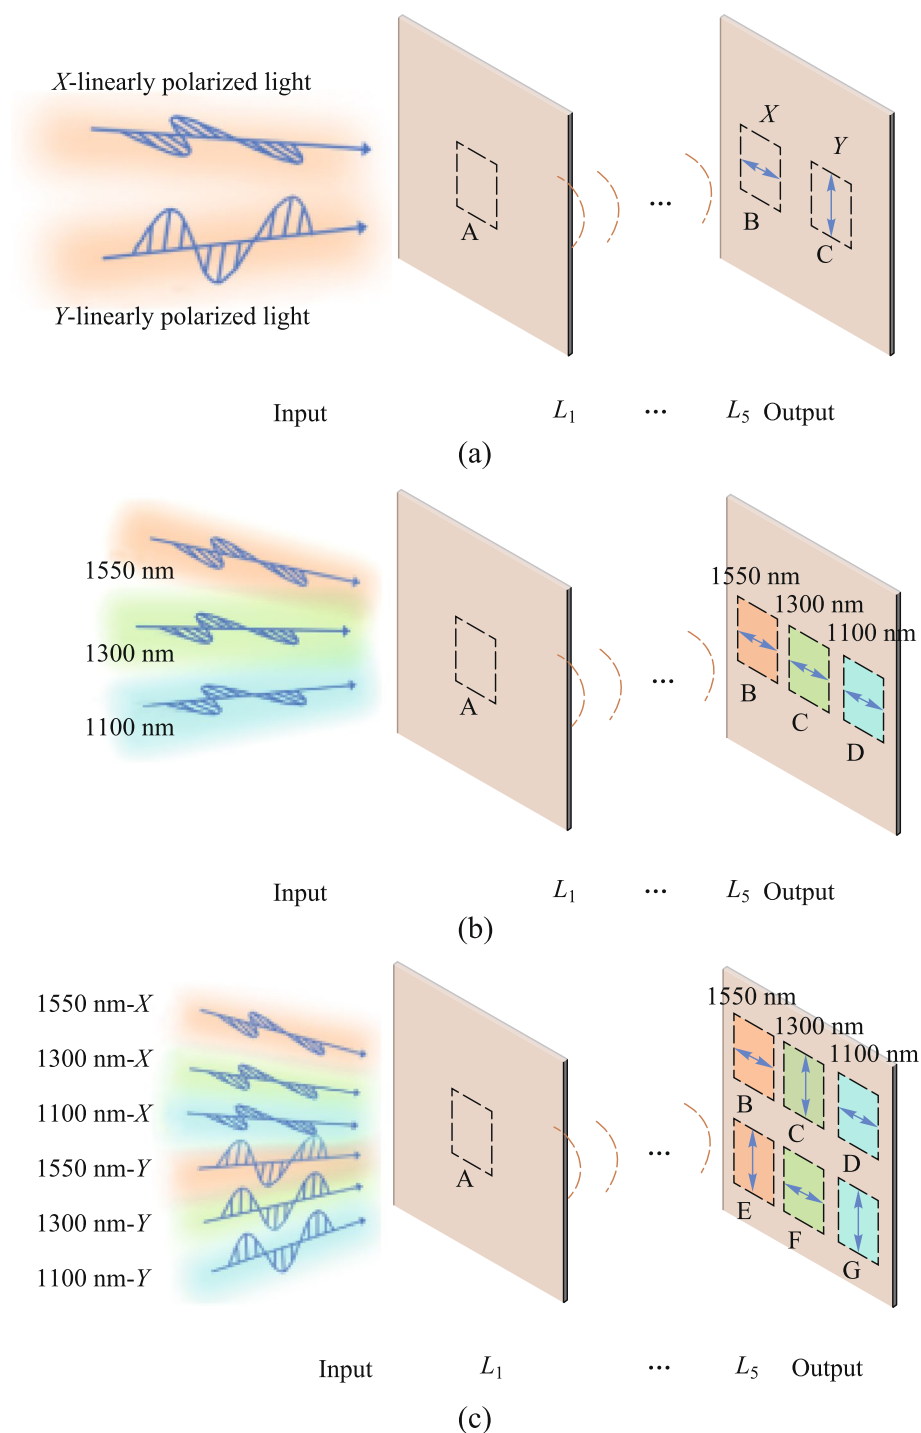 X-linearly polarized light
X
Y
A
...
B
C
Y-linearly polarized light
Input
L1
...
L5 Output
(a)
1550 nm
1300 nm
1100 nm
1550 nm
1300 nm
1100 nm
A
...
B
C
D
Input
L1
...
L5 Output
(b)
1550 nm-X
1300 nm-X
1100 nm-X
1550 nm-Y
1300 nm-Y
1100 nm-Y
A
...
1550 nm
1300 nm
1100 nm
B
C
D
E
F
G
Input
L1
...
L5
Output
(c)